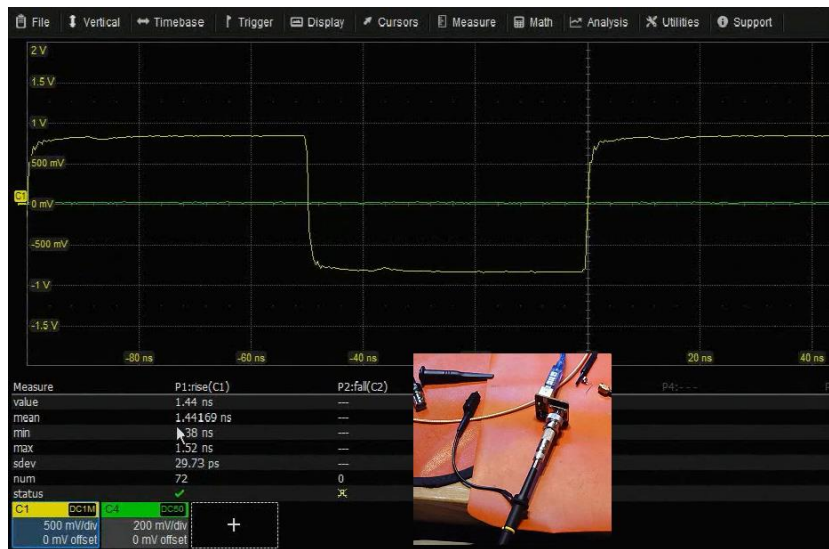 File Vertical Timebase Trigger Display Cursors Measure Math Analysis Utilities Support
2 V
1.5 V
1 V
500 mV
C1
0 mV
-500 mV
-1 V
-1.5 V
-80 ns -60 ns -40 ns 20 ns 40 ns
Measure P1:rise(C1) P2:fall(C2) P4:- - -
value 1.44 ns ---
mean 1.44169 ns ---
min 38 ns ---
max 1.52 ns ---
sdev 29.73 ps ---
num 72 0
status
C1 DC1M C4 DC50
500 mV/div 200 mV/div +
0 mV offset 0 mV offset